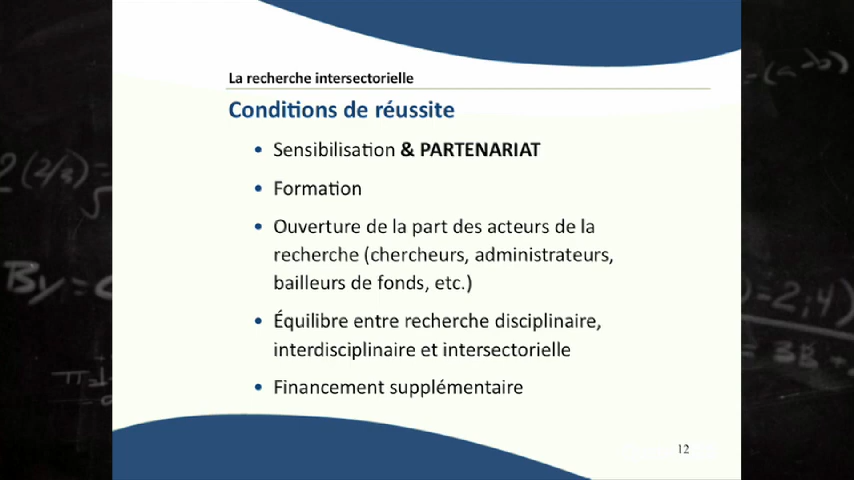 La recherche intersectorielle
Conditions de réussite
• Sensibilisation & PARTENARIAT
• Formation
• Ouverture de la part des acteurs de la
recherche (chercheurs, administrateurs,
bailleurs de fonds, etc.)
• Équilibre entre recherche disciplinaire,
interdisciplinaire et intersectorielle
• Financement supplémentaire
12
By =